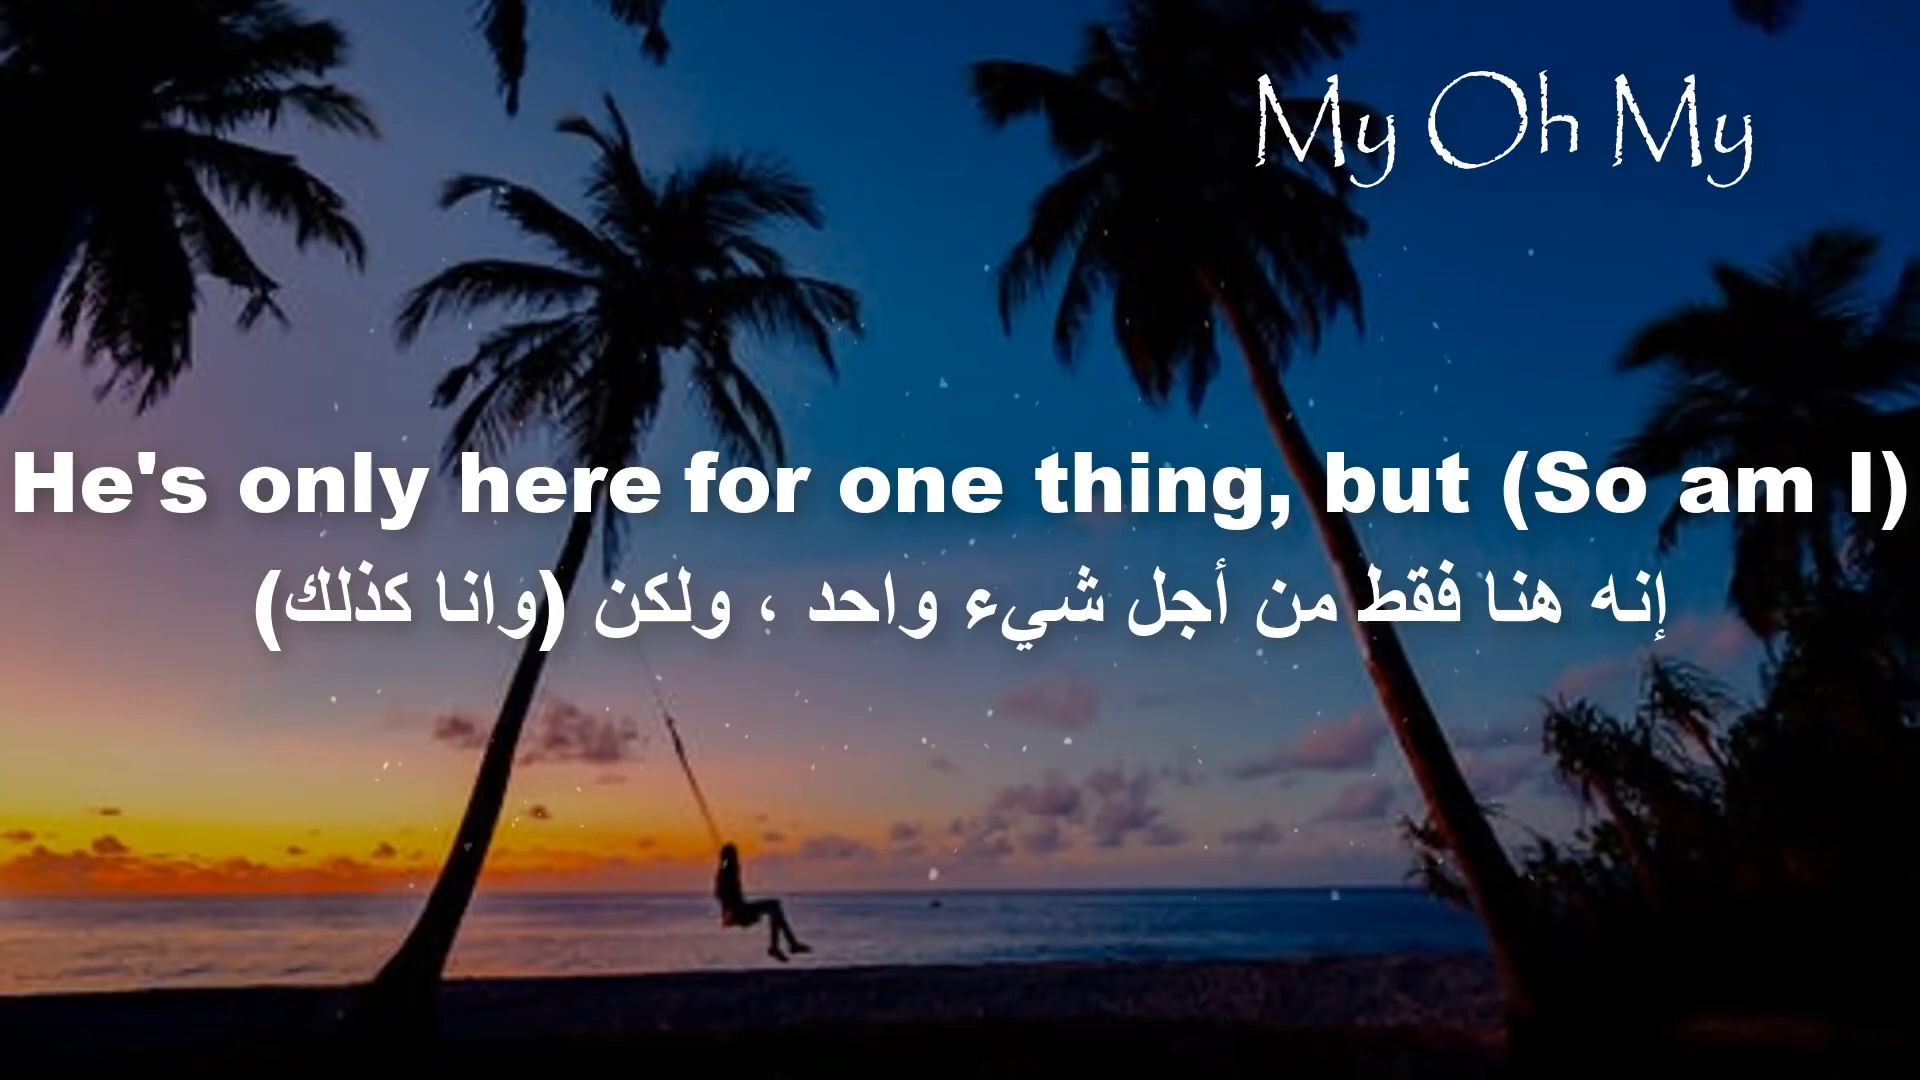 My Oh My
He's only here for one thing, but (So am I)
إنه هنا فقط من أجل شيء واحد ، ولكن (وانا كذلك)